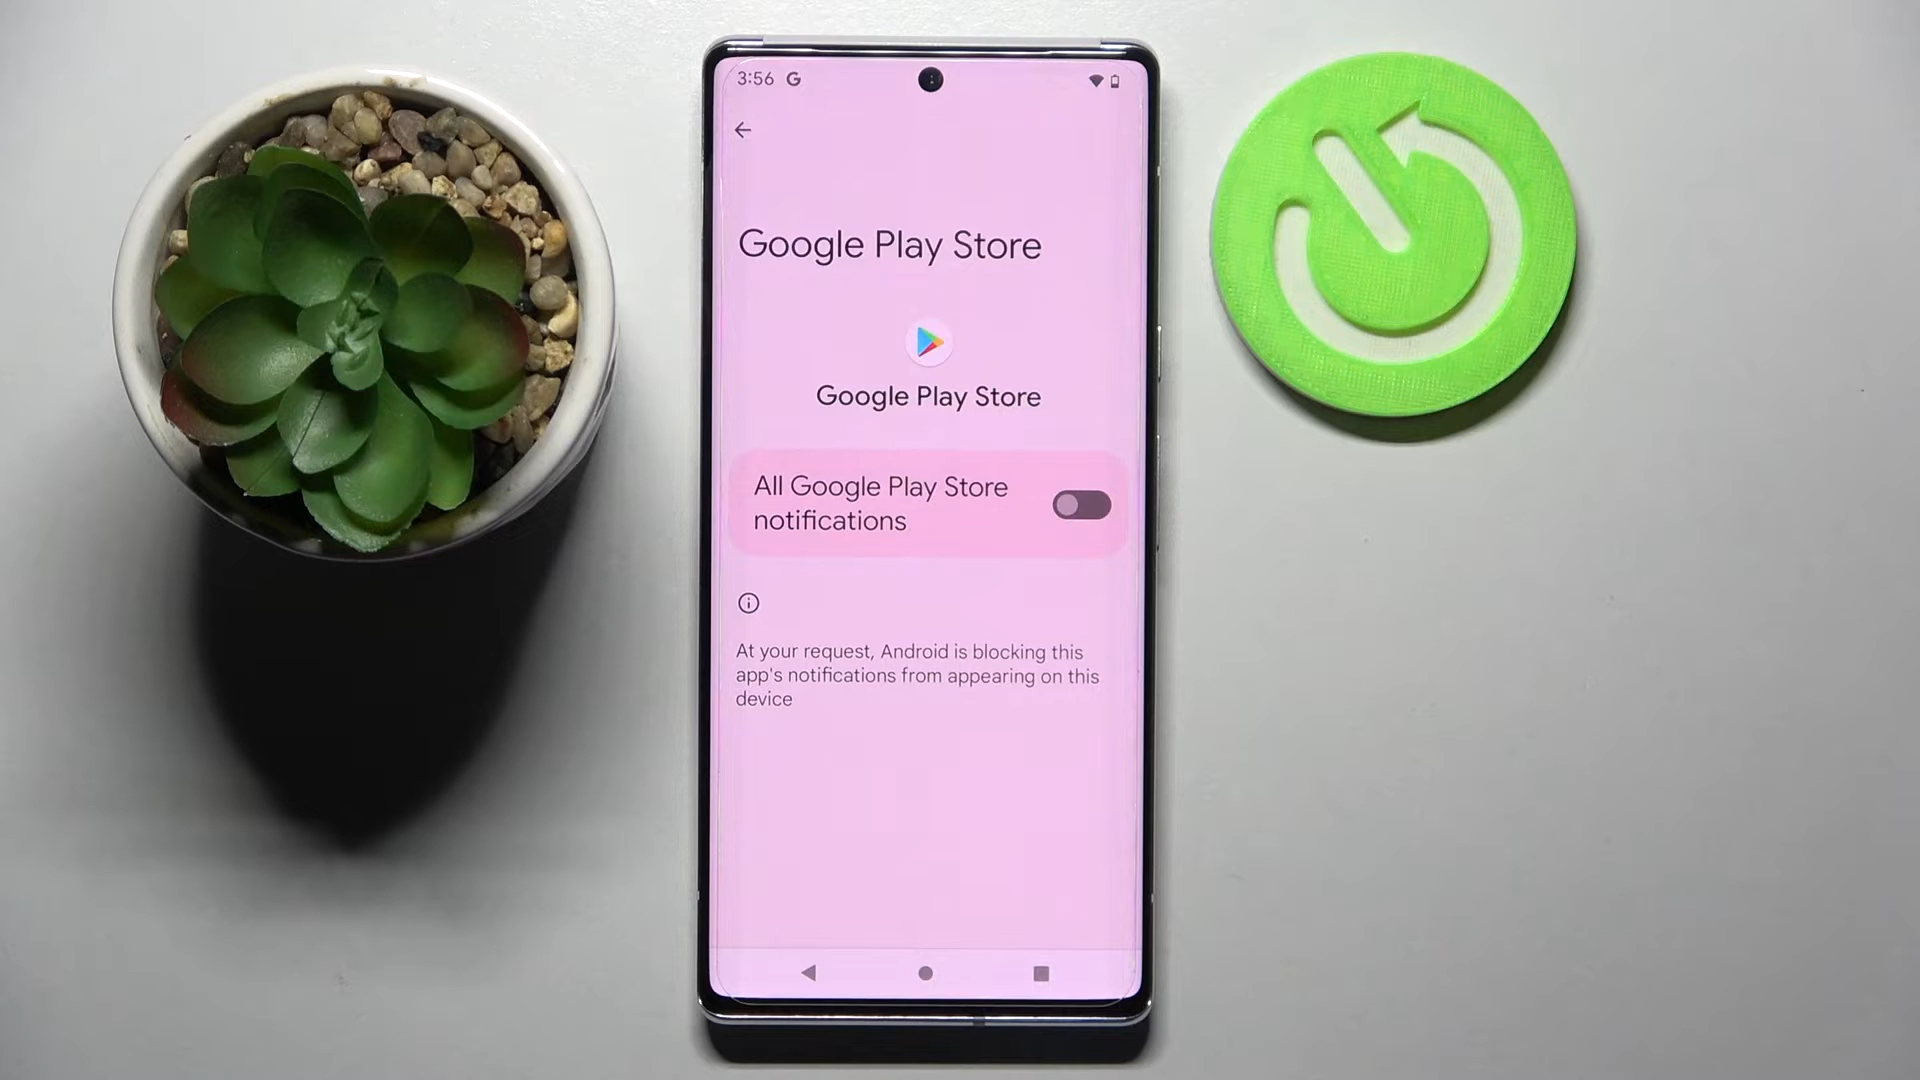 3:56 G
Google Play Store
Google Play Store
All Google Play Store
notifications
At your request, Android is blocking this
app's notifications from appearing on this
device